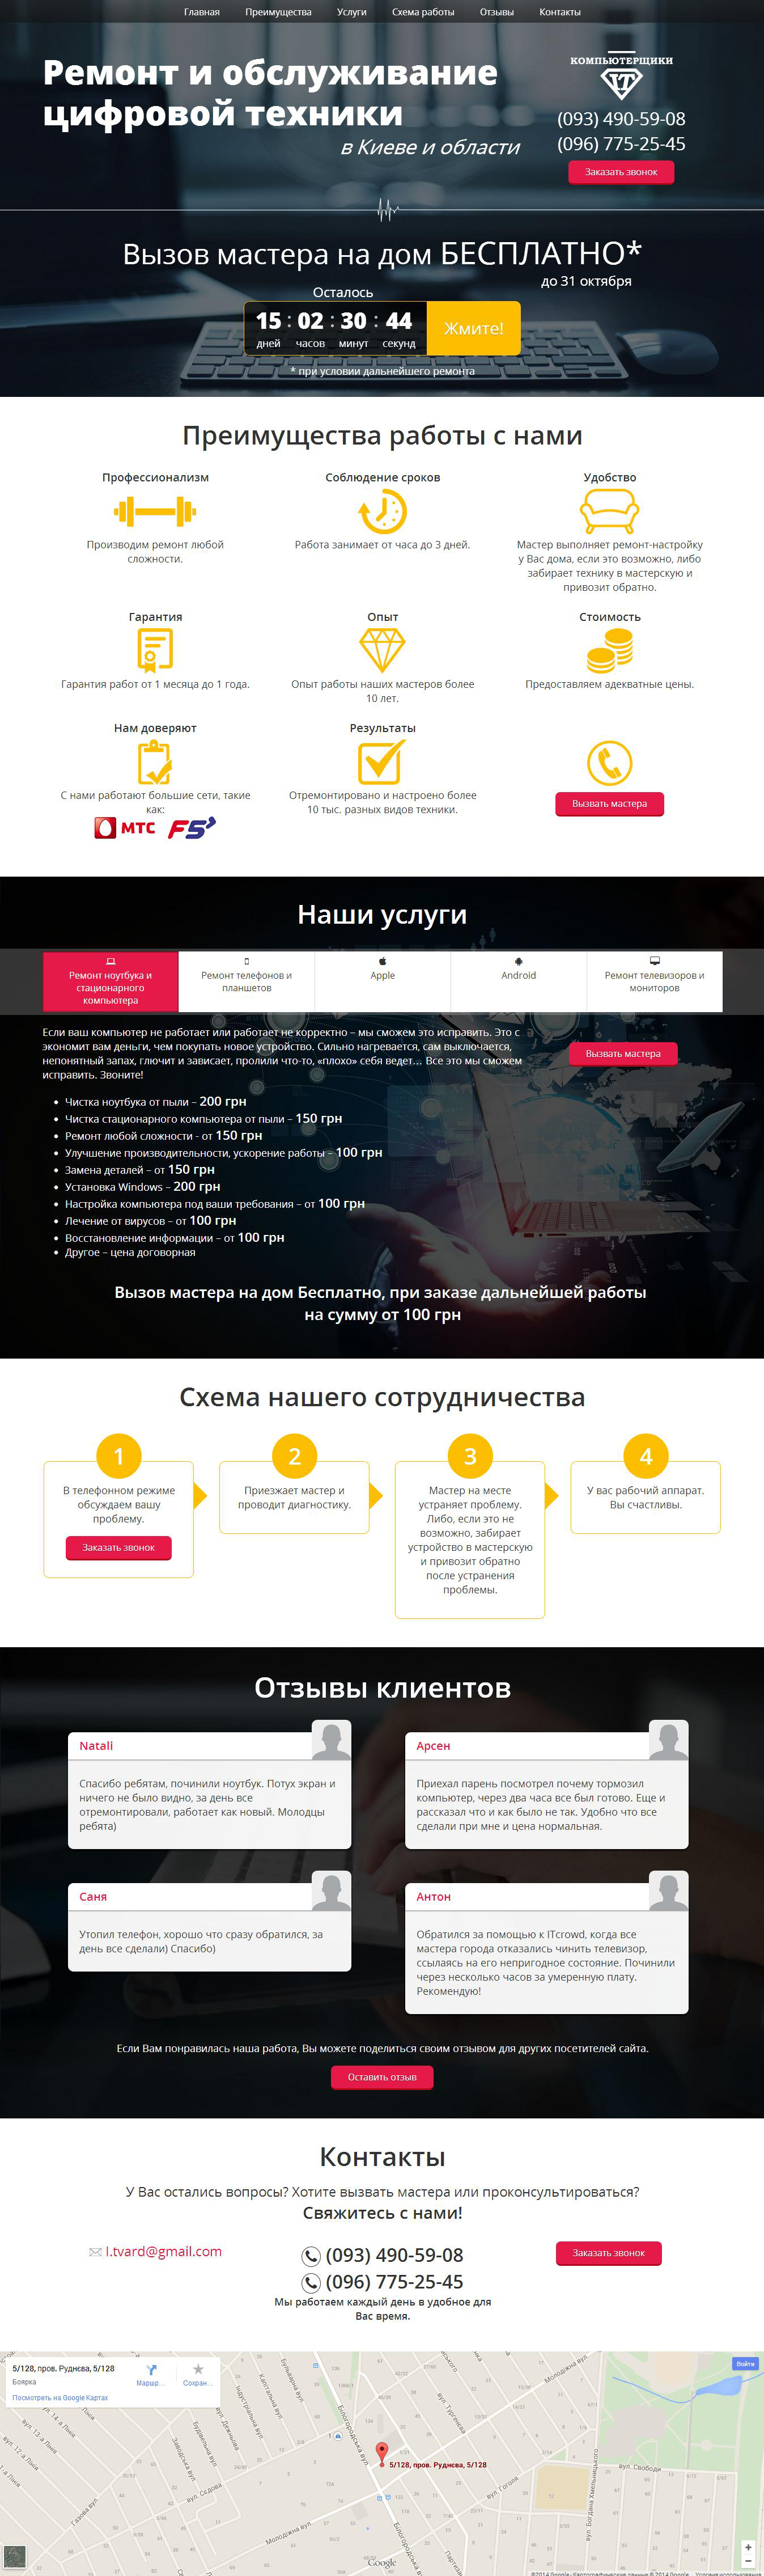 Главная Преимущества Услуги Схема работы Отзывы Контакты
Ремонт и обслуживание
цифровой техники
в Киеве и области
КОМПЬЮТЕРЩИКИ
IT
(093) 490-59-08
(096) 775-25-45
Заказать звонок
Вызов мастера на дом БЕСПЛАТНО*
до 31 октября
Осталось
15 : 02 : 30 : 44
дней часов минут секунд
Жмите!
* при условии дальнейшего ремонта
Преимущества работы с нами
Профессионализм
Производим ремонт любой
сложности.
Соблюдение сроков
Работа занимает от часа до 3 дней.
Удобство
Мастер выполняет ремонт-настройку
у Вас дома, если это возможно, либо
забирает технику в мастерскую и
привозит обратно.
Гарантия
Гарантия работ от 1 месяца до 1 года.
Опыт
Опыт работы наших мастеров более
10 лет.
Стоимость
Предоставляем адекватные цены.
Нам доверяют
С нами работают большие сети, такие
как:
МТС F5
Результаты
Отремонтировано и настроено более
10 тыс. разных видов техники.
Вызвать мастера
Наши услуги
Ремонт ноутбука и
стационарного
компьютера
Ремонт телефонов и
планшетов
Apple
Android
Ремонт телевизоров и
мониторов
Если ваш компьютер не работает или работает не корректно – мы сможем это исправить. Это с
экономит вам деньги, чем покупать новое устройство. Сильно нагревается, сам выключается,
непонятный запах, глючит и зависает, пролили что-то, «плохо» себя ведет… Все это мы сможем
исправить. Звоните!
Вызвать мастера
Чистка ноутбука от пыли – 200 грн
Чистка стационарного компьютера от пыли – 150 грн
Ремонт любой сложности - от 150 грн
Улучшение производительности, ускорение работы – 100 грн
Замена деталей – от 150 грн
Установка Windows – 200 грн
Настройка компьютера под ваши требования – от 100 грн
Лечение от вирусов – от 100 грн
Восстановление информации – от 100 грн
Другое – цена договорная
Вызов мастера на дом Бесплатно, при заказе дальнейшей работы
на сумму от 100 грн
Схема нашего сотрудничества
1
В телефонном режиме
обсуждаем вашу
проблему.
Заказать звонок
2
Приезжает мастер и
проводит диагностику.
3
Мастер на месте
устраняет проблему.
Либо, если это не
возможно, забирает
устройство в мастерскую
и привозит обратно
после устранения
проблемы.
4
У вас рабочий аппарат.
Вы счастливы.
Отзывы клиентов
Natali
Спасибо ребятам, починили ноутбук. Потух экран и
ничего не было видно, за день все
отремонтировали, работает как новый. Молодцы
ребята)
Арсен
Приехал парень посмотрел почему тормозил
компьютер, через два часа все был готово. Еще и
рассказал что и как было не так. Удобно что все
сделали при мне и цена нормальная.
Саня
Утопил телефон, хорошо что сразу обратился, за
день все сделали) Спасибо)
Антон
Обратился за помощью к ITcrowd, когда все
мастера города отказались чинить телевизор,
ссылаясь на его непригодное состояние. Починили
через несколько часов за умеренную плату.
Рекомендую!
Если Вам понравилась наша работа, Вы можете поделиться своим отзывом для других посетителей сайта.
Оставить отзыв
Контакты
У Вас остались вопросы? Хотите вызвать мастера или проконсультироваться?
Свяжитесь с нами!
l.tvard@gmail.com
(093) 490-59-08
(096) 775-25-45
Мы работаем каждый день в удобное для
Вас время.
Заказать звонок
5/128, пров. Руднєва, 5/128
Боярка
Посмотреть на Google Картах
Маршр...
Сохран...
Войти
5/128, пров. Руднєва, 5/128
Молодіжна вул.
вул. Тургенєва
Білогородська вул.
вул. Свободи
вул. Гоголя
вул. Богдана Хмельницького
вул. Сєдова
Молодіжна вул.
Газова вул.
Google